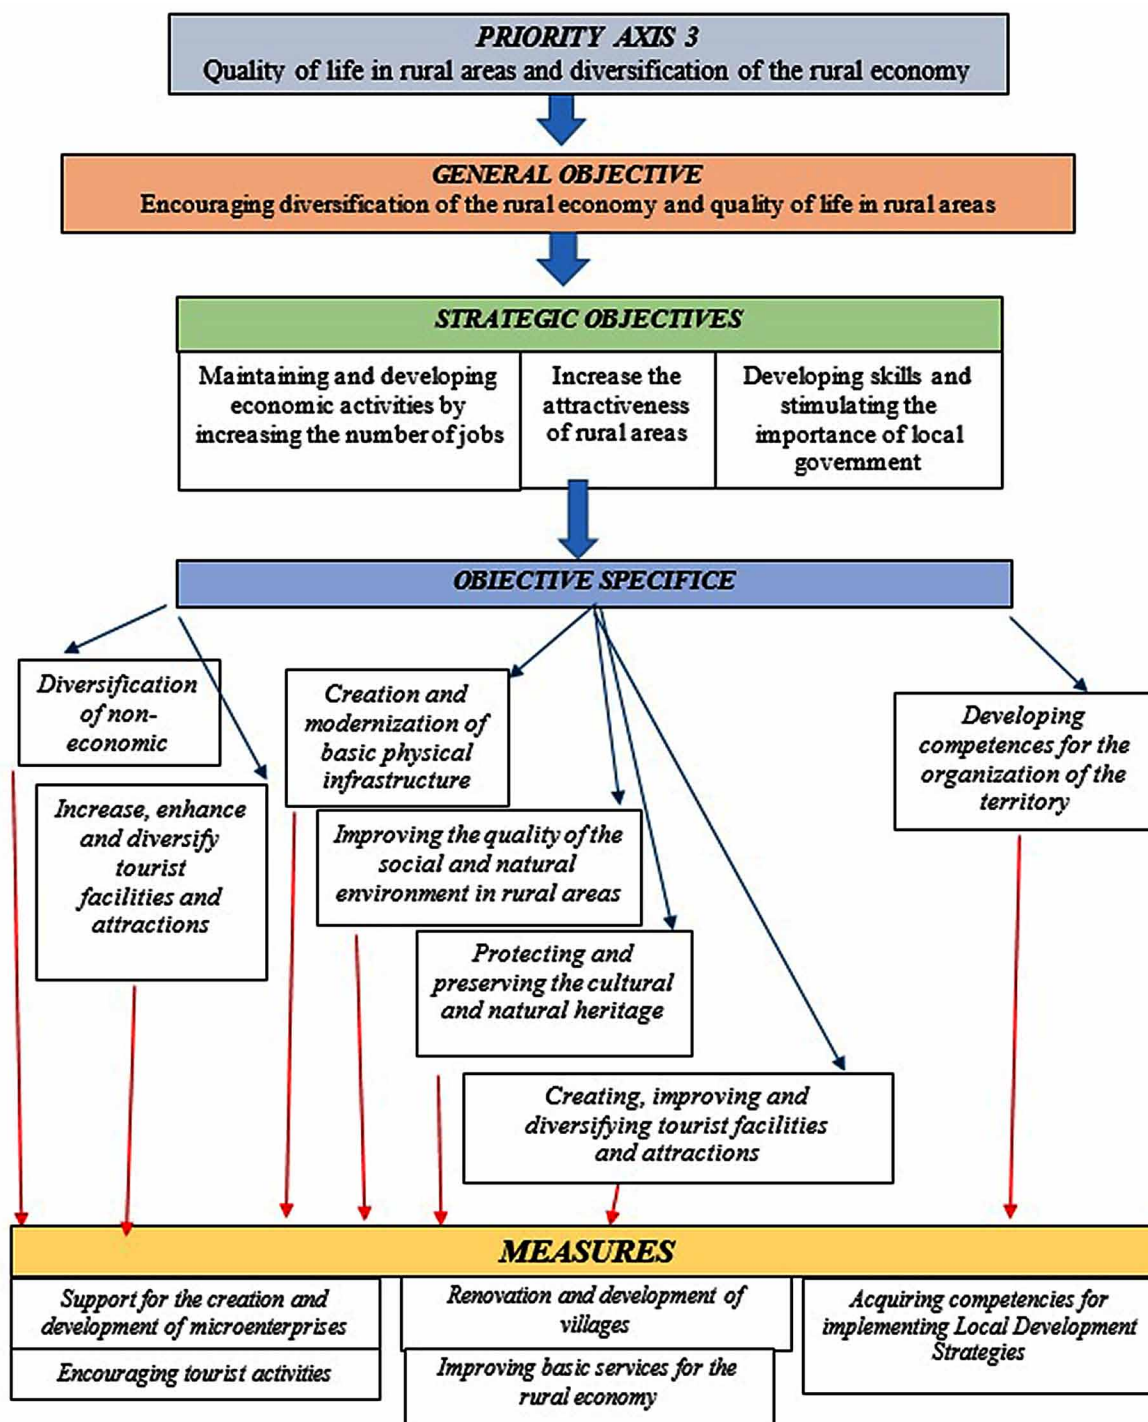 PRIORITY AXIS 3
Quality of life in rural areas and diversification of the rural economy
GENERAL OBJECTIVE
Encouraging diversification of the rural economy and quality of life in rural areas
STRATEGIC OBJECTIVES
Maintaining and developing
economic activities by
increasing the number of jobs
Increase the
attractiveness
of rural areas
Developing skills and
stimulating the
importance of local
government
OBIECTIVE SPECIFICE
Diversification
of non-
economic
Increase, enhance
and diversify
tourist
facilities and
attractions
Creation and
modernization of
basic physical
infrastructure
Improving the quality of the
social and natural
environment in rural areas
Protecting and
preserving the cultural
and natural heritage
Creating, improving and
diversifying tourist facilities
and attractions
Developing
competences for the
organization of the
territory
MEASURES
Support for the creation and
development of microenterprises
Encouraging tourist activities
Renovation and development of
villages
Improving basic services for the
rural economy
Acquiring competencies for
implementing Local Development
Strategies